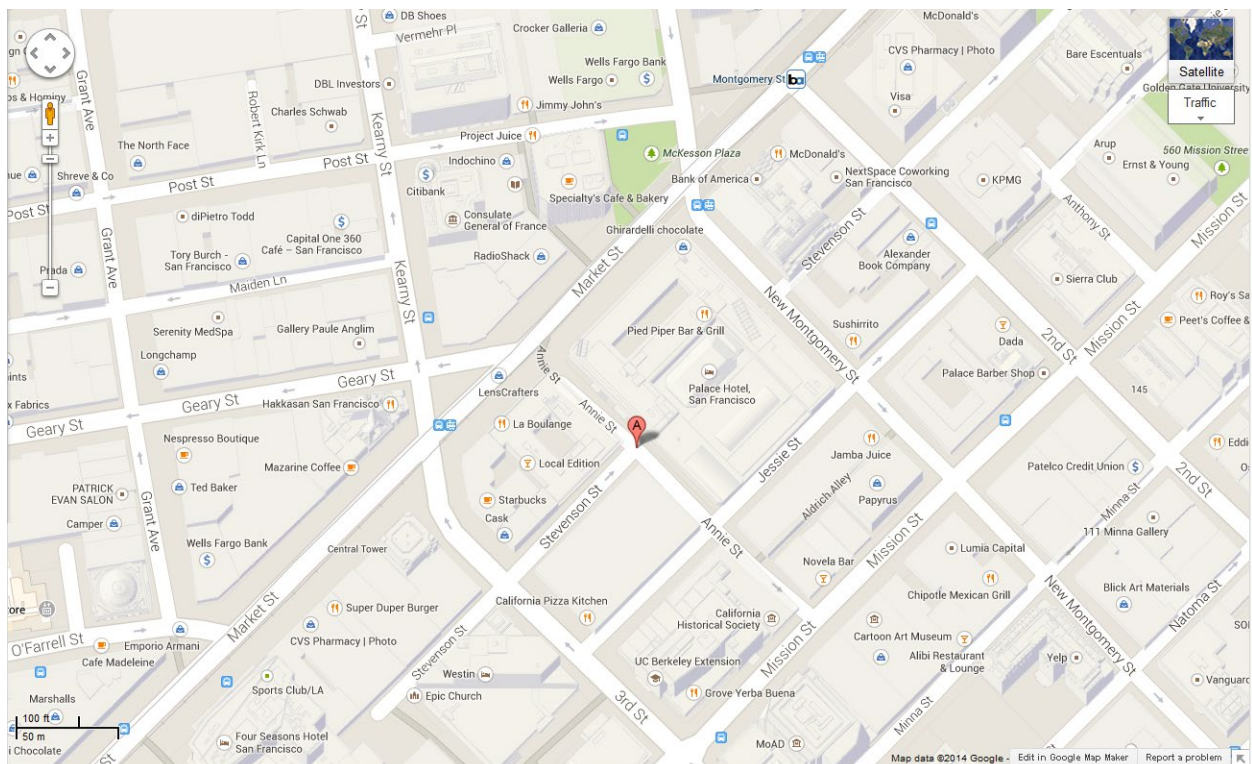 DB Shoes
Vermehr Pl
Crocker Galleria
McDonald's
CVS Pharmacy | Photo
Bare Escentuals
Satellite
Traffic
Golden Gate University
Wells Fargo Bank
Wells Fargo
Montgomery St
Visa
DBL Investors
Jimmy John's
Grant Ave
Robert Kirk Ln
Charles Schwab
Kearny St
Project Juice
The North Face
Post St
Indochino
McKesson Plaza
McDonald's
Arup
560 Mission Stree
Ernst & Young
Shreve & Co
Post St
Citibank
Specialty's Cafe & Bakery
Bank of America
NextSpace Coworking
San Francisco
KPMG
Post St
diPietro Todd
Consulate
General of France
Anthony St
Mission St
Capital One 360
Café – San Francisco
Ghirardelli chocolate
Stevenson St
Grant Ave
Tory Burch -
San Francisco
RadioShack
Market St
Alexander
Book Company
Prada
Maiden Ln
Kearny St
Sierra Club
Roy's Sa
Serenity MedSpa
Gallery Paule Anglim
Pied Piper Bar & Grill
New Montgomery St
Sushirrito
Peet's Coffee &
Longchamp
Annie St
Dada
2nd St
Mission St
Geary St
LensCrafters
Palace Hotel,
San Francisco
Palace Barber Shop
145
x Fabrics
Geary St
Hakkasan San Francisco
Annie St
Geary St
La Boulange
A
Nespresso Boutique
Jamba Juice
Eddi
Mazarine Coffee
Local Edition
Jessie St
Patelco Credit Union
2nd St
PATRICK
EVAN SALON
Ted Baker
Starbucks
Aldrich Alley
Papyrus
Minna St
Camper
Grant Ave
Cask
Stevenson St
Annie St
Mission St
111 Minna Gallery
Wells Fargo Bank
Central Tower
Lumia Capital
Novela Bar
Chipotle Mexican Grill
New Montgomery St
Blick Art Materials
ore
Super Duper Burger
California Pizza Kitchen
California
Historical Society
Natoma St
O'Farrell St
Market St
CVS Pharmacy | Photo
Mission St
Cartoon Art Museum
Emporio Armani
Stevenson St
Alibi Restaurant
& Lounge
Yelp
Cafe Madeleine
UC Berkeley Extension
Westin
Vanguard
Marshalls
Sports Club/LA
Epic Church
3rd St
Grove Yerba Buena
100 ft
Minna St
50 m
Four Seasons Hotel
San Francisco
MoAD
i Chocolate
Map data ©2014 Google -
Edit in Google Map Maker
Report a problem